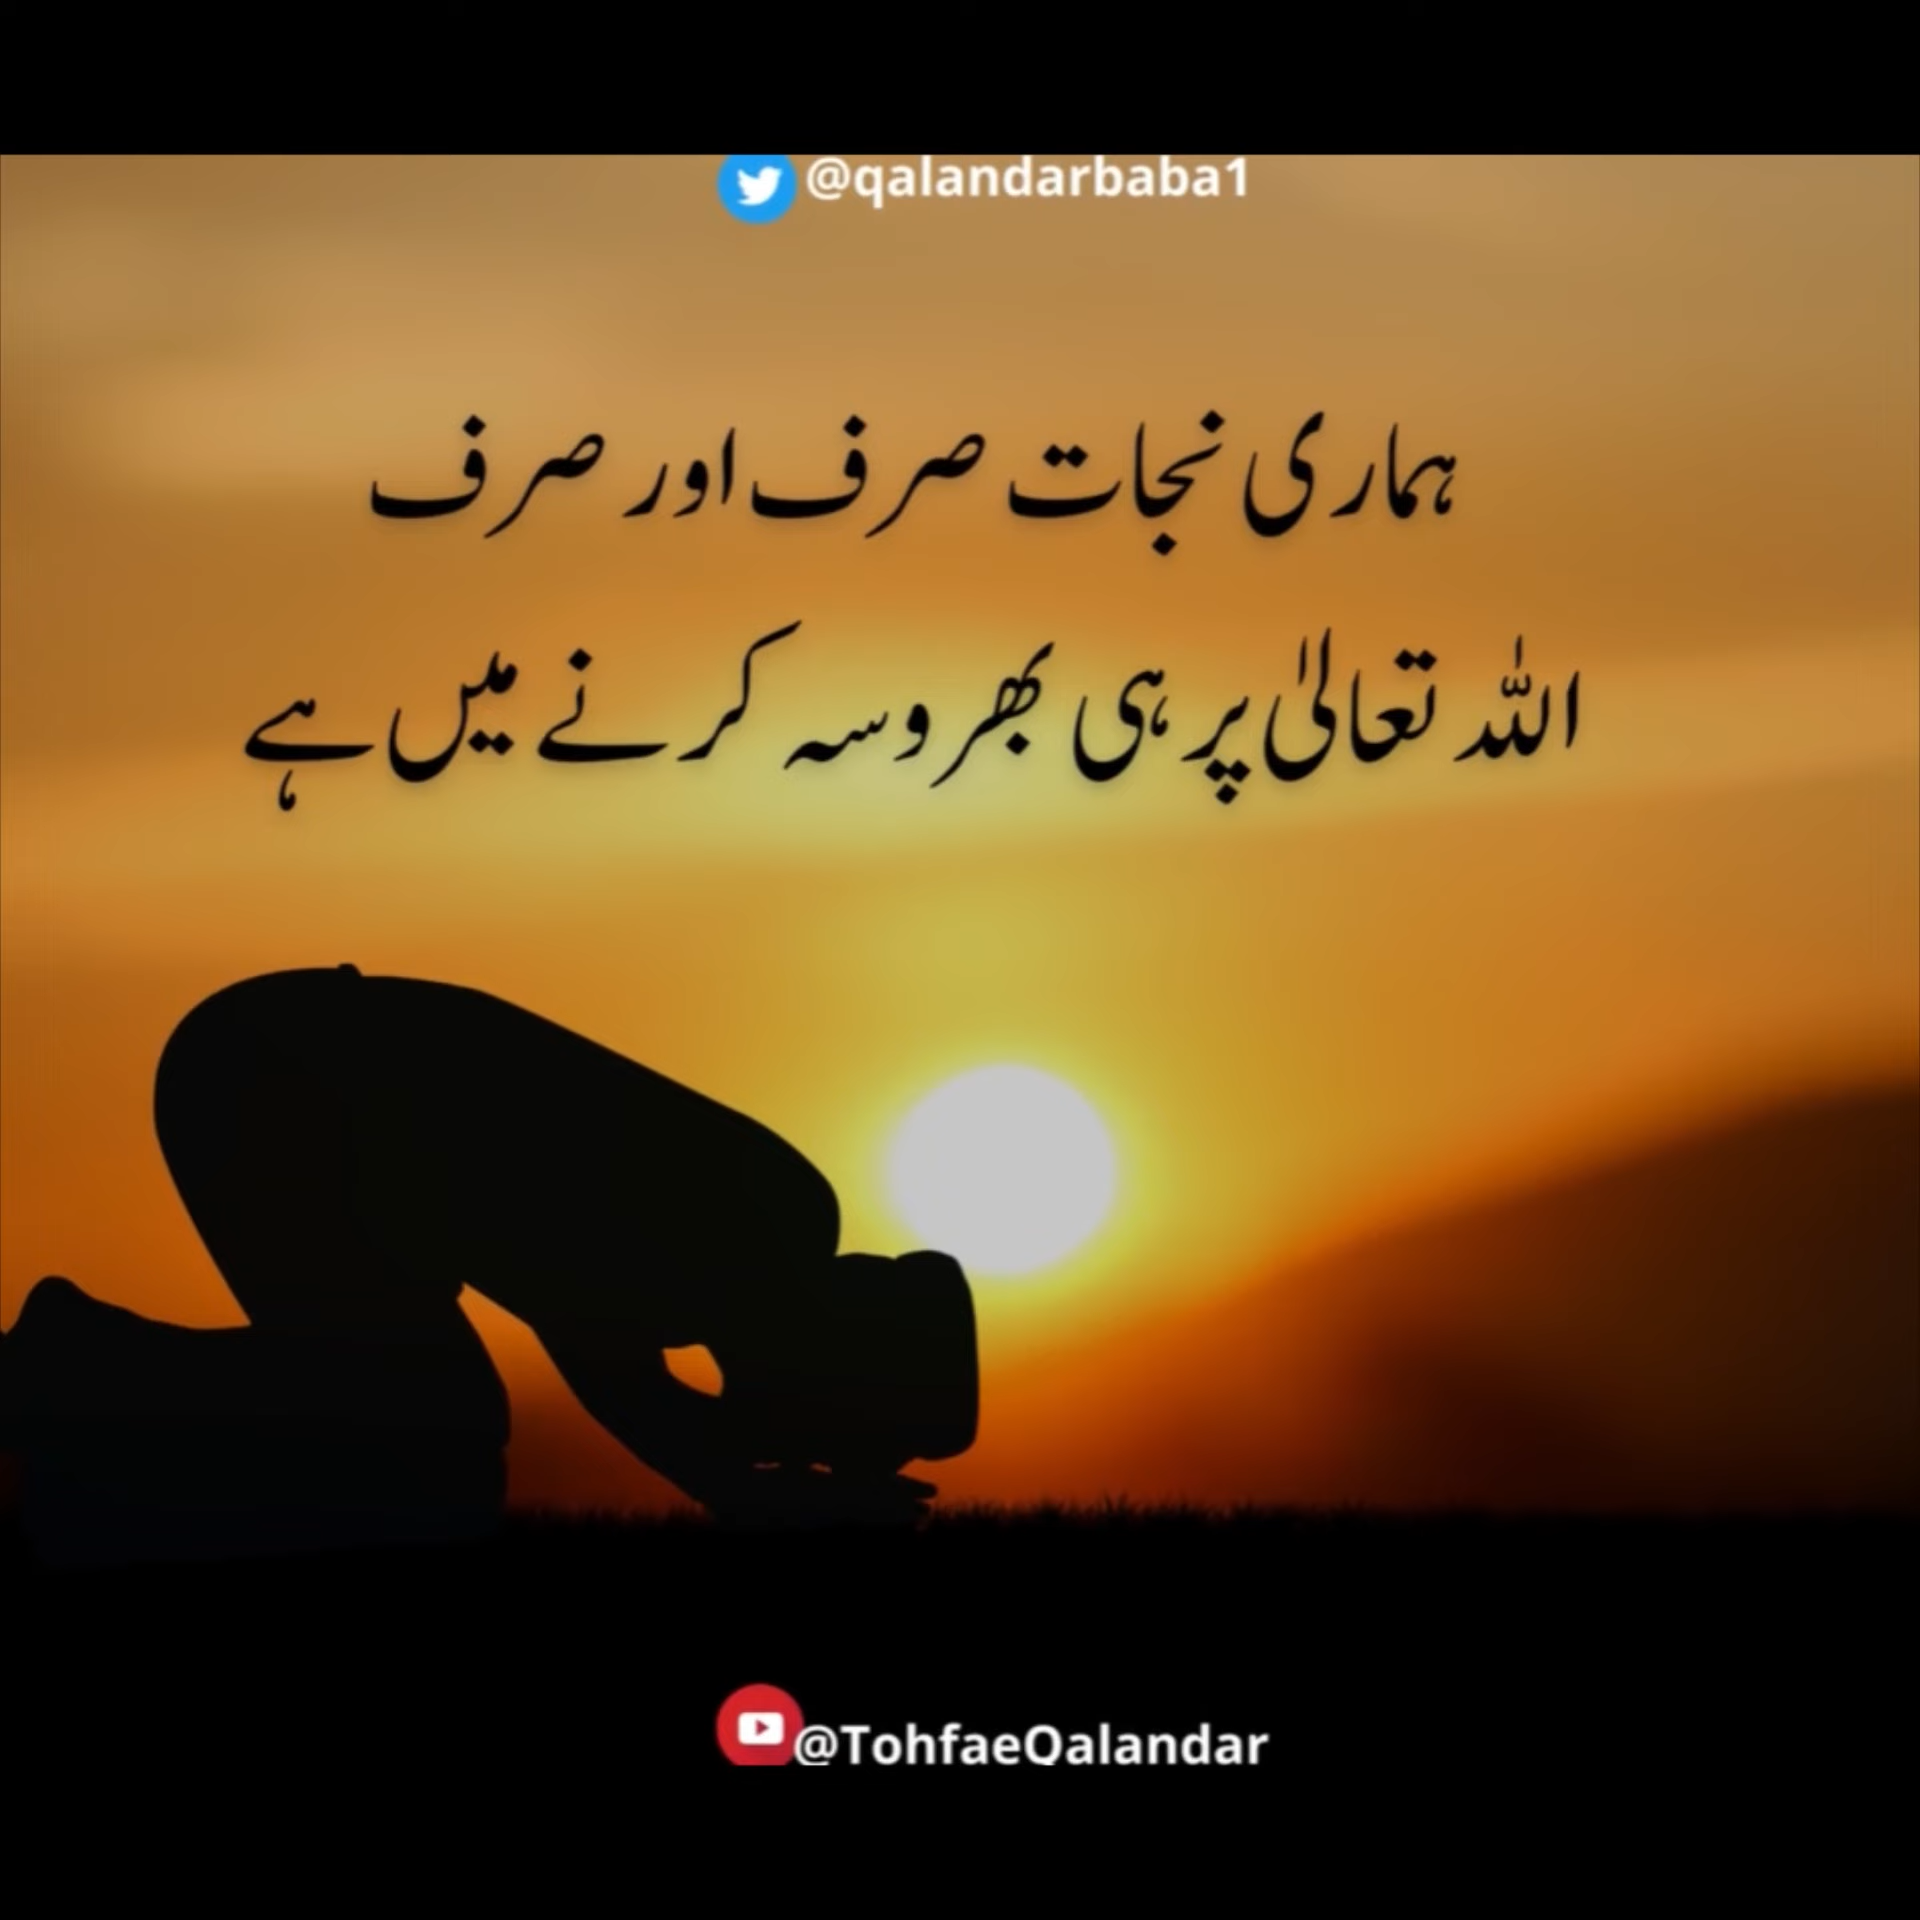 @qalandarbaba1
ہماری نجات صرف اور صرف
اللہ تعالیٰ پر ہی بھروسہ کرنے میں ہے
@TohfaeQalandar